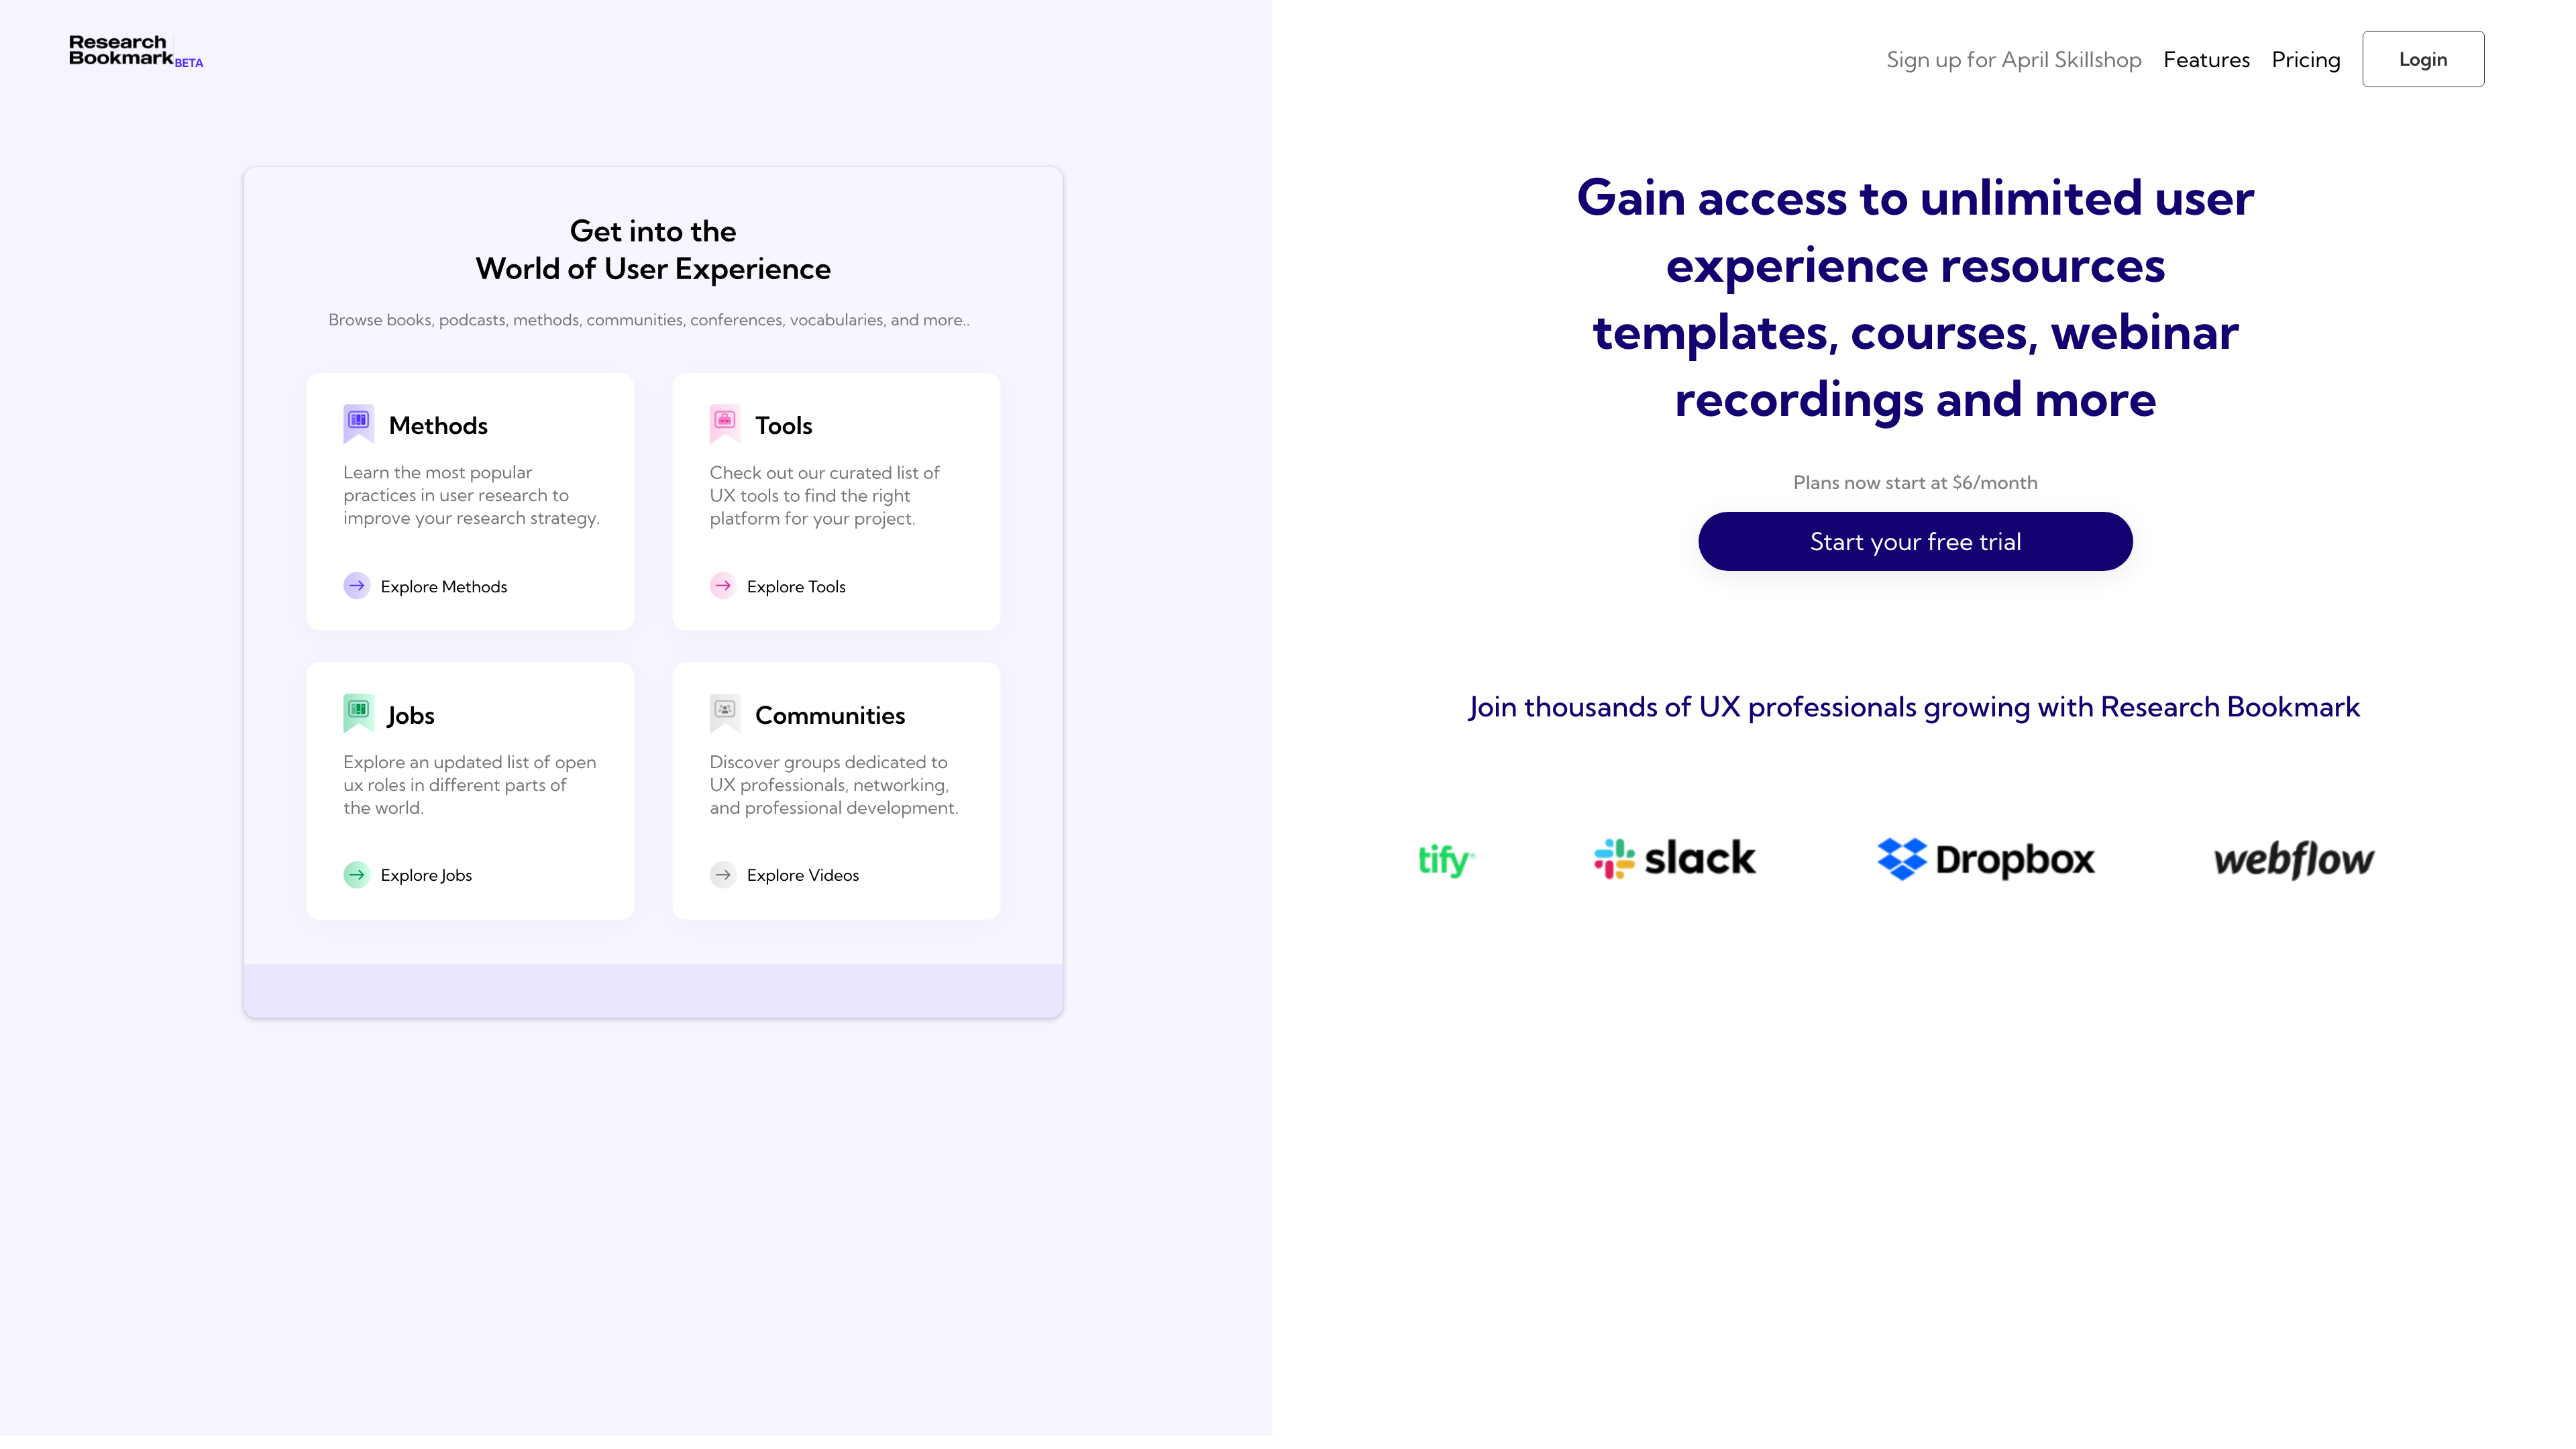 Research
Bookmark BETA
Sign up for April Skillshop
Features
Pricing
Login
Get into the
World of User Experience
Browse books, podcasts, methods, communities, conferences, vocabularies, and more..
Methods
Learn the most popular
practices in user research to
improve your research strategy.
Explore Methods
Tools
Check out our curated list of
UX tools to find the right
platform for your project.
Explore Tools
Jobs
Explore an updated list of open
ux roles in different parts of
the world.
Explore Jobs
Communities
Discover groups dedicated to
UX professionals, networking,
and professional development.
Explore Videos
Gain access to unlimited user
experience resources
templates, courses, webinar
recordings and more
Plans now start at $6/month
Start your free trial
Join thousands of UX professionals growing with Research Bookmark
tify
slack
Dropbox
webflow